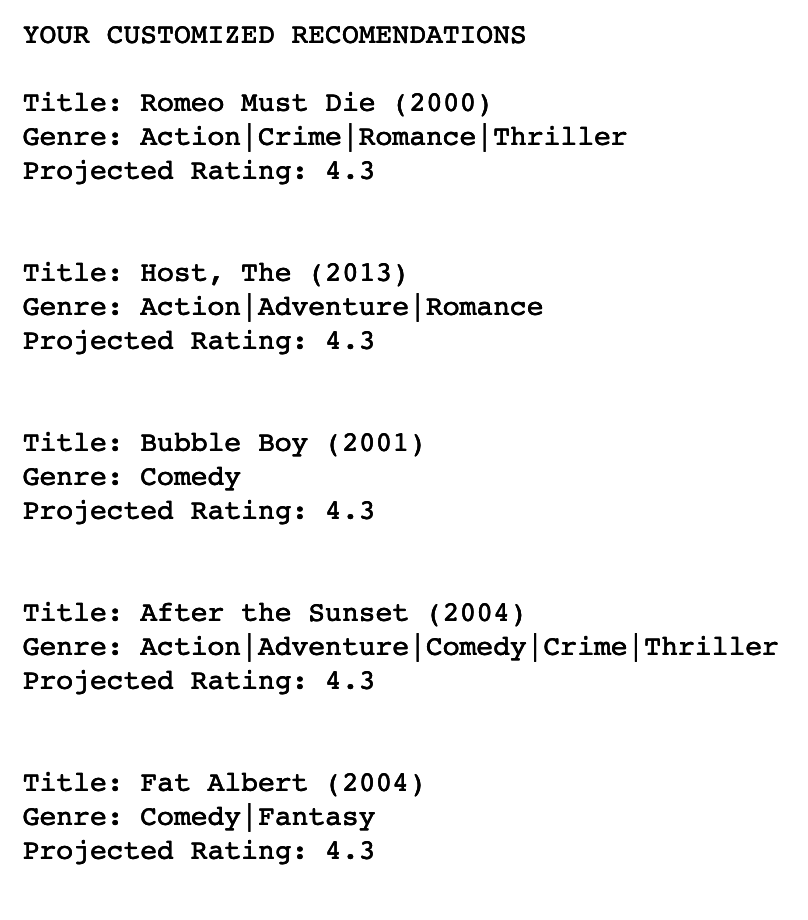 YOUR CUSTOMIZED RECOMENDATIONS
Title: Romeo Must Die (2000)
Genre: Action|Crime|Romance|Thriller
Projected Rating: 4.3
Title: Host, The (2013)
Genre: Action|Adventure|Romance
Projected Rating: 4.3
Title: Bubble Boy (2001)
Genre: Comedy
Projected Rating: 4.3
Title: After the Sunset (2004)
Genre: Action|Adventure|Comedy|Crime|Thriller
Projected Rating: 4.3
Title: Fat Albert (2004)
Genre: Comedy|Fantasy
Projected Rating: 4.3